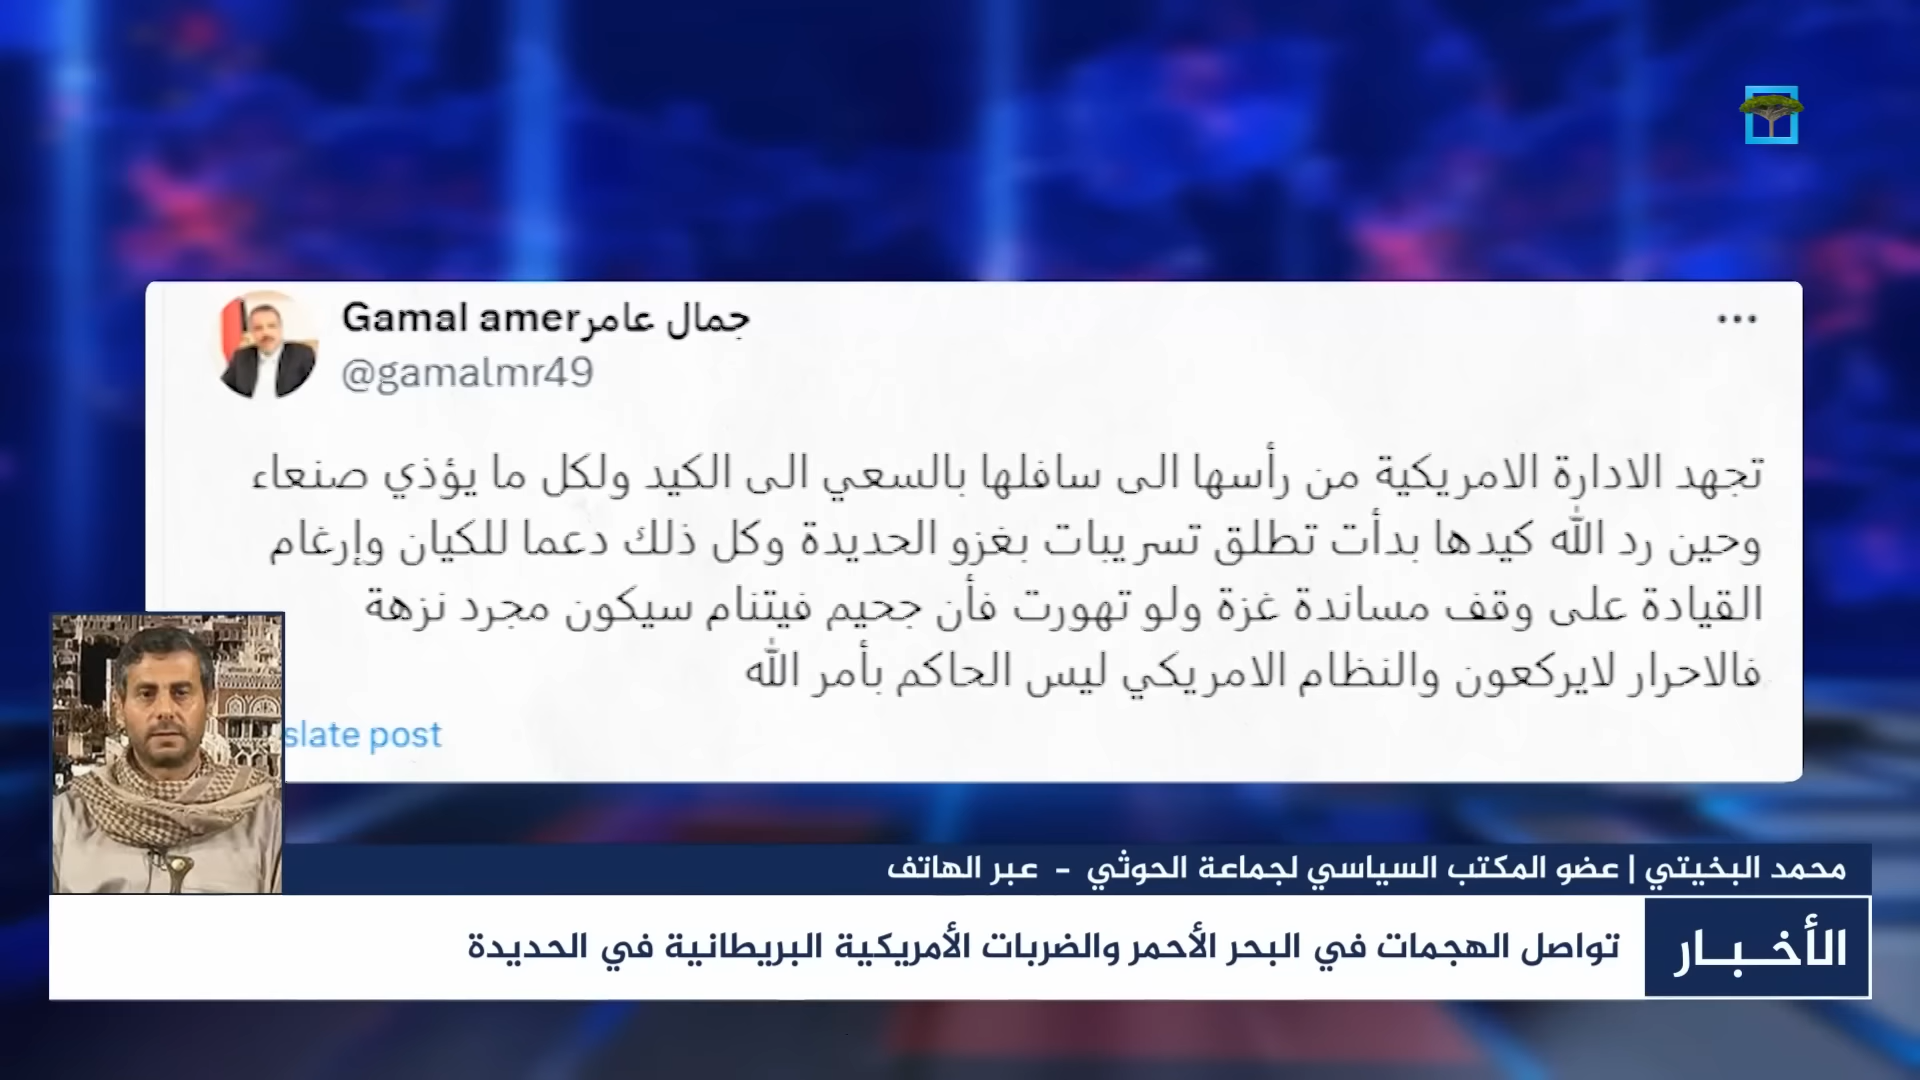 Gamal amerجمال عامر
@gamalmr49
تجهد الادارة الامريكية من رأسها الى سافلها بالسعي الى الكيد ولكل ما يؤذي صنعاء
وحين رد الله كيدها بدأت تطلق تسريبات بغزو الحديدة وكل ذلك دعما للكيان وإرغام
القيادة على وقف مساندة غزة ولو تهورت فأن جحيم فيتنام سيكون مجرد نزهة
فالاحرار لايركعون والنظام الامريكي ليس الحاكم بأمر الله
slate post
محمد البخيتي | عضو المكتب السياسي لجماعة الحوثي - عبر الهاتف
الأخـبـار
تواصل الهجمات في البحر الأحمر والضربات الأمريكية البريطانية في الحديدة